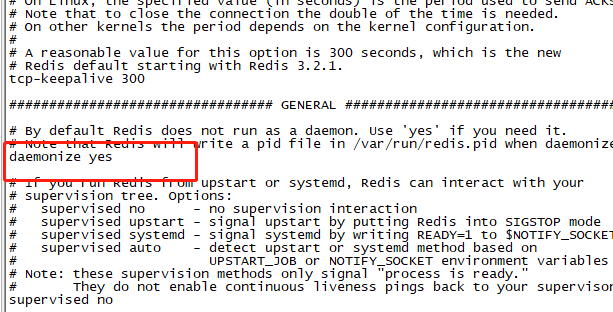 # On Linux, the specified value (in seconds) is the period used to send ACKs
# Note that to close the connection the double of the time is needed.
# On other kernels the period depends on the kernel configuration.
#
# A reasonable value for this option is 300 seconds, which is the new
# Redis default starting with Redis 3.2.1.
tcp-keepalive 300
################################# GENERAL #################################
# By default Redis does not run as a daemon. Use 'yes' if you need it.
# Note that Redis will write a pid file in /var/run/redis.pid when daemonize
daemonize yes
# If you run Redis from upstart or systemd, Redis can interact with your
# supervision tree. Options:
#   supervised no      - no supervision interaction
#   supervised upstart - signal upstart by putting Redis into SIGSTOP mode
#   supervised systemd - signal systemd by writing READY=1 to $NOTIFY_SOCKET
#   supervised auto    - detect upstart or systemd method based on
#                        UPSTART_JOB or NOTIFY_SOCKET environment variables
# Note: these supervision methods only signal "process is ready."
#       They do not enable continuous liveness pings back to your supervisor
supervised no